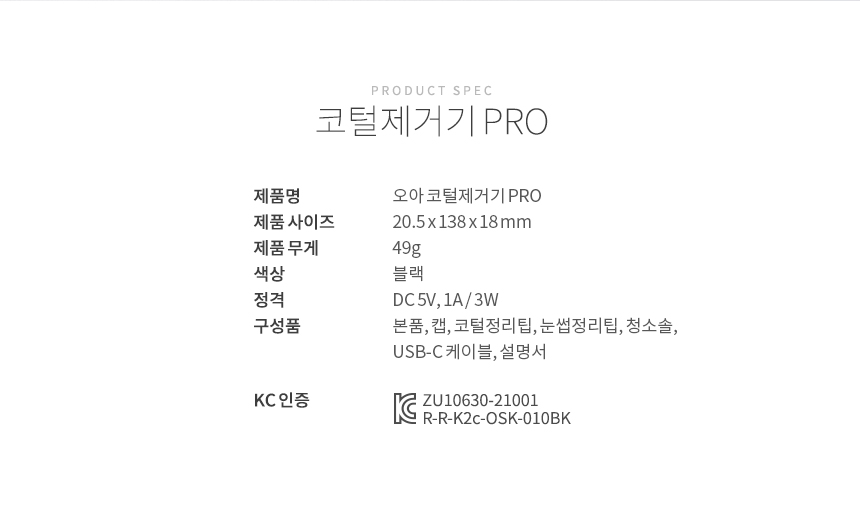 PRODUCT SPEC
코털제거기 PRO
제품명 오아 코털제거기 PRO
제품 사이즈 20.5 x 138 x 18 mm
제품 무게 49g
색상 블랙
정격 DC 5V, 1A / 3W
구성품 본품, 캡, 코털정리팁, 눈썹정리팁, 청소솔,
USB-C 케이블, 설명서
KC 인증 ZU10630-21001
R-R-K2c-OSK-010BK